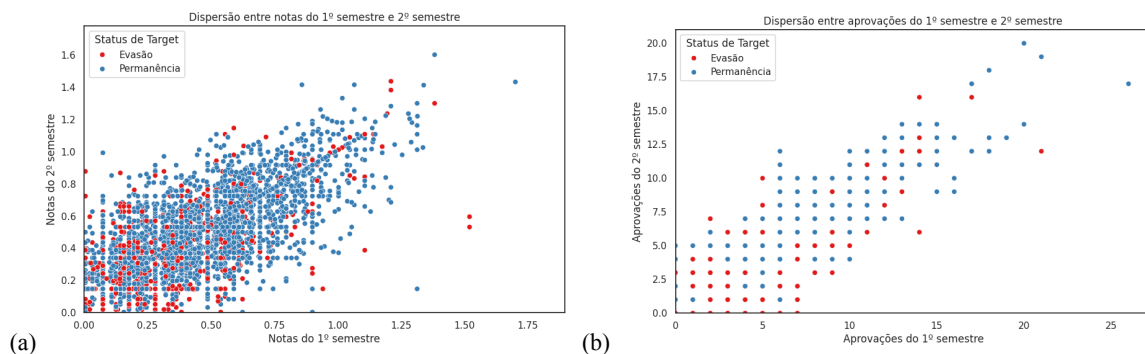 Dispersão entre notas do 1º semestre e 2º semestre
Status de Target
Evasão
Permanência
1.6
1.4
1.2
1.0
0.8
0.6
0.4
0.2
0.0
Notas do 2º semestre
0.00 0.25 0.50 0.75 1.00 1.25 1.50 1.75
Notas do 1º semestre
(a)
Dispersão entre aprovações do 1º semestre e 2º semestre
Status de Target
Evasão
Permanência
20.0
17.5
15.0
12.5
10.0
7.5
5.0
2.5
0.0
Aprovações do 2º semestre
0 5 10 15 20 25
Aprovações do 1º semestre
(b)